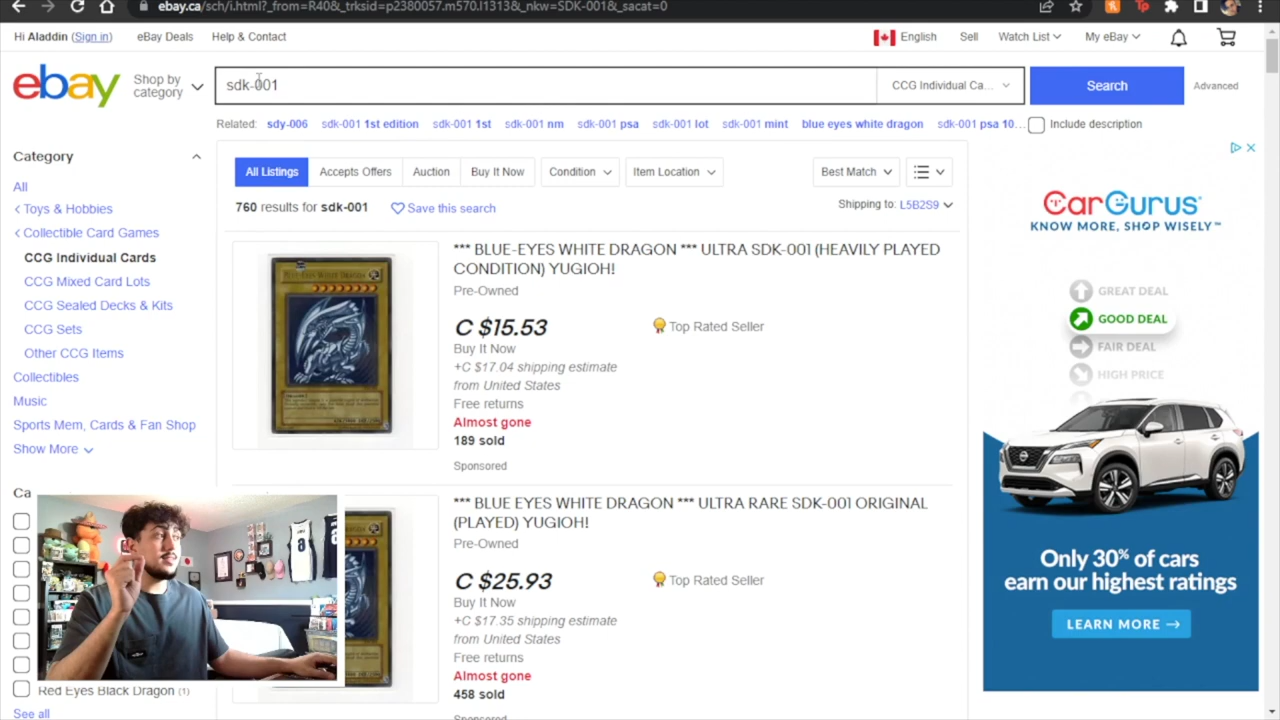 ebay.ca/sch/i.html?_from=R40&_trksid=p2380057.m570.l1313&_nkw=SDK-001&_sacat=0
Hi Aladdin (Sign in)
eBay Deals
Help & Contact
English
Sell
Watch List
My eBay
ebay
Shop by
category
sdk-001
CCG Individual Ca...
Search
Advanced
Related:
sdy-006
sdk-001 1st edition
sdk-001 1st
sdk-001 nm
sdk-001 psa
sdk-001 lot
sdk-001 mint
blue eyes white dragon
sdk-001 psa 10...
Include description
Category
All
Toys & Hobbies
Collectible Card Games
CCG Individual Cards
CCG Mixed Card Lots
CCG Sealed Decks & Kits
CCG Sets
Other CCG Items
Collectibles
Music
Sports Mem, Cards & Fan Shop
Show More
Ca
Red Eyes Black Dragon (1)
See all
All Listings
Accepts Offers
Auction
Buy It Now
Condition
Item Location
Best Match
760 results for sdk-001
Save this search
Shipping to: L5B2S9
*** BLUE-EYES WHITE DRAGON *** ULTRA SDK-001 (HEAVILY PLAYED
CONDITION) YUGIOH!
Pre-Owned
C $15.53
Top Rated Seller
Buy It Now
+C $17.04 shipping estimate
from United States
Free returns
Almost gone
189 sold
Sponsored
*** BLUE EYES WHITE DRAGON *** ULTRA RARE SDK-001 ORIGINAL
(PLAYED) YUGIOH!
Pre-Owned
C $25.93
Top Rated Seller
Buy It Now
+C $17.35 shipping estimate
from United States
Free returns
Almost gone
458 sold
Sponsored
CarGurus
KNOW MORE, SHOP WISELY™
GREAT DEAL
GOOD DEAL
FAIR DEAL
HIGH PRICE
Only 30% of cars
earn our highest ratings
LEARN MORE →